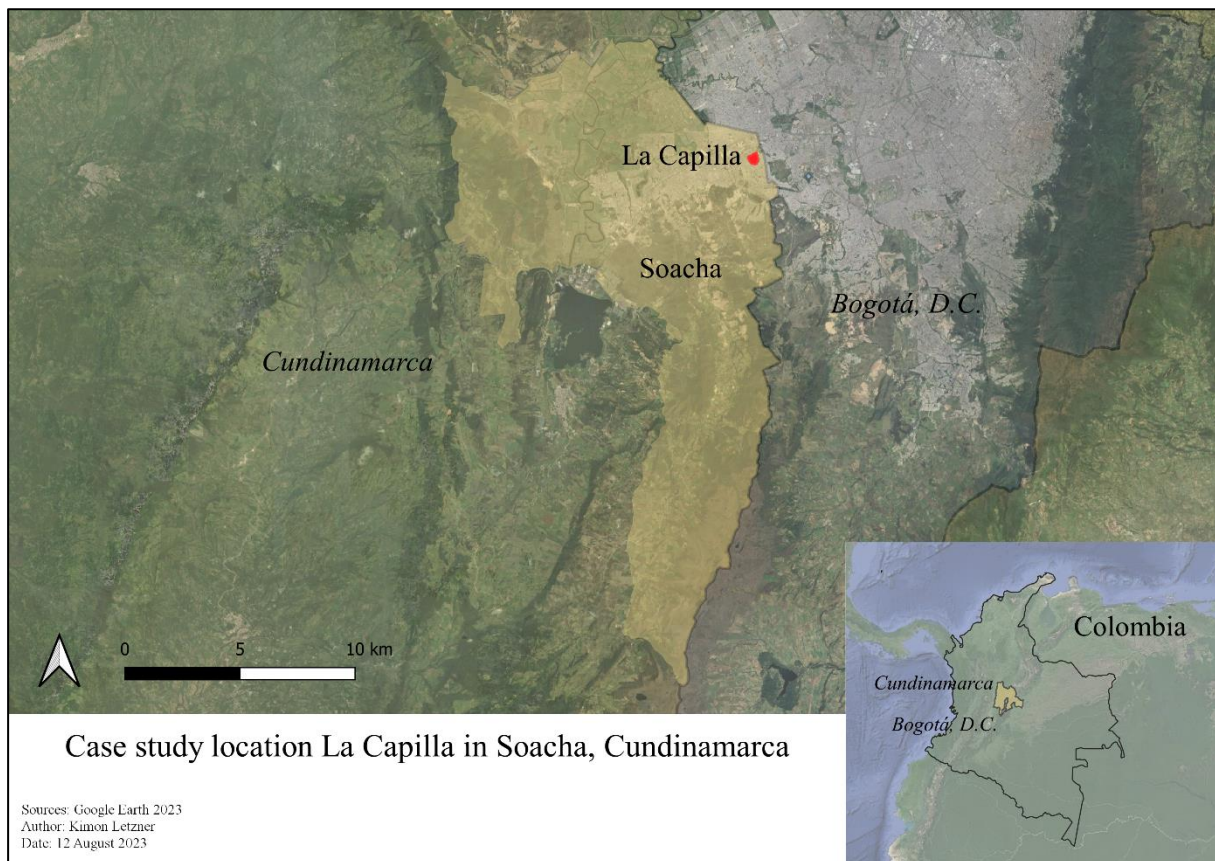 La Capilla
Soacha
Bogotá, D.C.
Cundinamarca
0 5 10 km
Colombia
Cundinamarca
Bogotá, D.C.
Case study location La Capilla in Soacha, Cundinamarca
Sources: Google Earth 2023
Author: Kimon Letzner
Date: 12 August 2023